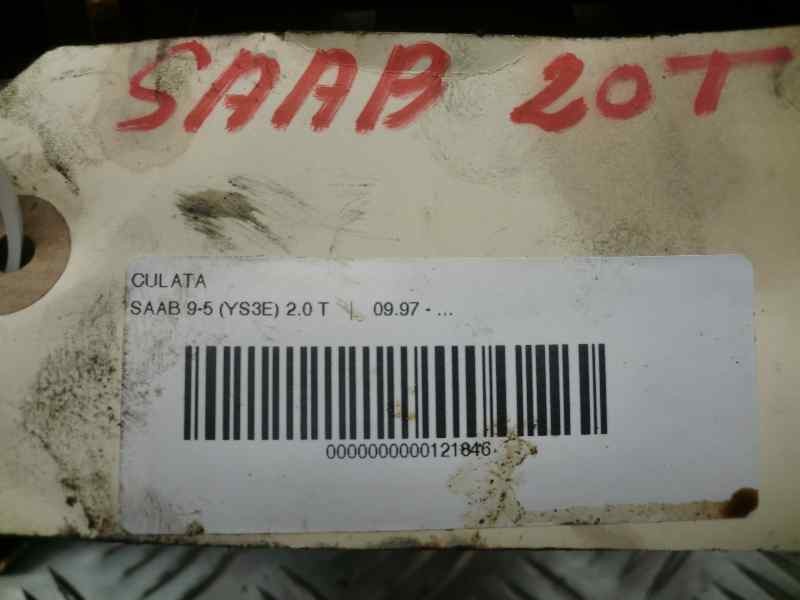 SAAB 20T
CULATA
SAAB 9-5 (YS3E) 2.0 T | 09.97 - ...
0000000000121846